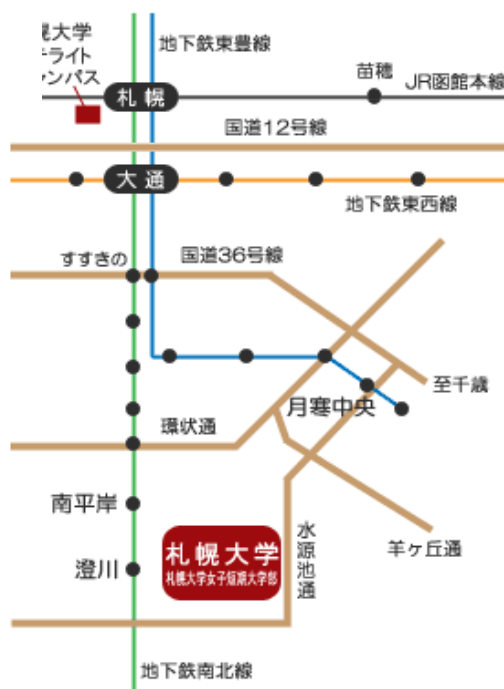 幌大学
テライト
ャンパス
地下鉄東豊線
苗穂
JR函館本線
札幌
国道12号線
大通
地下鉄東西線
すすきの
国道36号線
至千歳
月寒中央
環状通
南平岸
水源池通
羊ヶ丘通
札幌大学
札幌大学女子短期大学部
澄川
地下鉄南北線